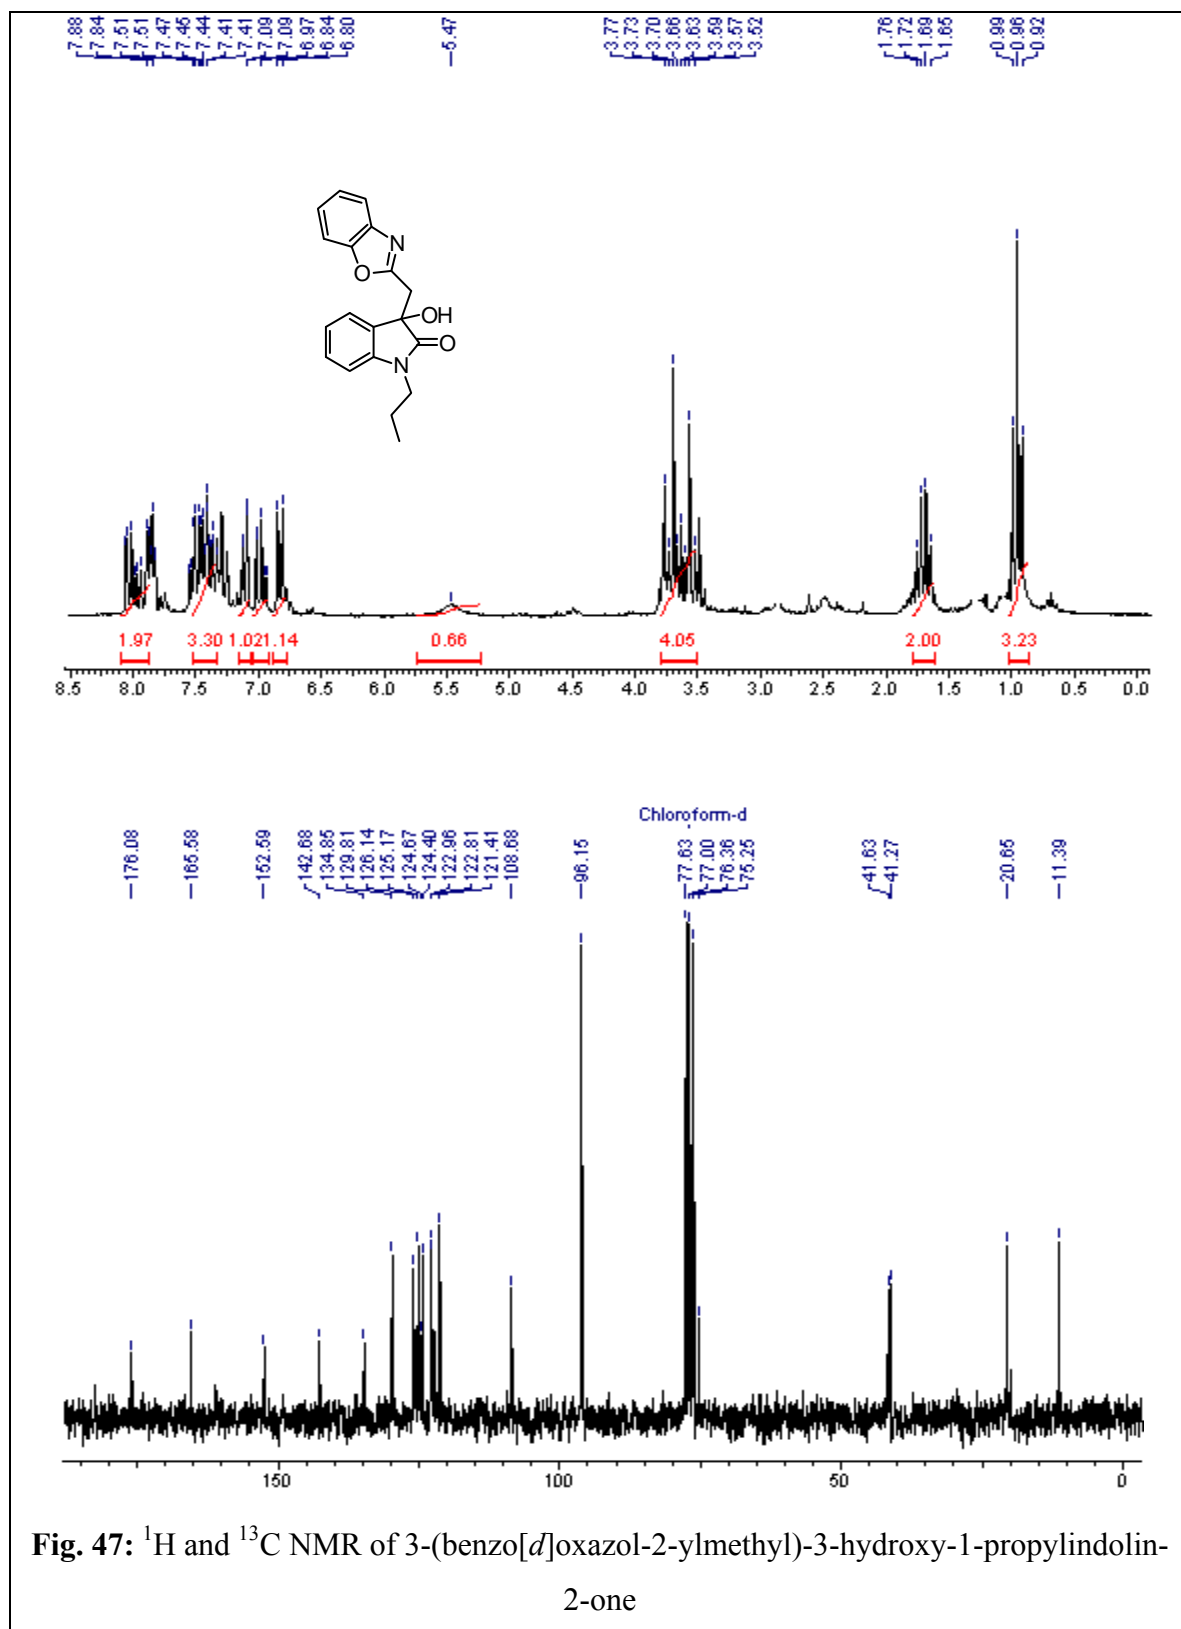 7.88 7.84 7.51 7.51 7.47 7.45 7.44 7.41 7.41 7.09 7.09 6.97 6.84 6.80 5.47 3.77 3.73 3.70 3.66 3.63 3.59 3.57 3.52 1.76 1.72 1.69 1.65 0.99 0.96 0.92
N
O
OH
O
N
1.97 3.30 1.02 1.14 0.66 4.05 2.00 3.23
8.5 8.0 7.5 7.0 6.5 6.0 5.5 5.0 4.5 4.0 3.5 3.0 2.5 2.0 1.5 1.0 0.5 0.0
Chloroform-d
176.08 165.58 152.59 142.68 134.85 129.81 126.14 125.17 124.67 124.40 122.96 122.81 121.41 108.68 96.15 77.63 77.00 76.36 75.25 41.63 41.27 20.65 11.39
150 100 50 0
Fig. 47: ¹H and ¹³C NMR of 3-(benzo[d]oxazol-2-ylmethyl)-3-hydroxy-1-propylindolin-
2-one